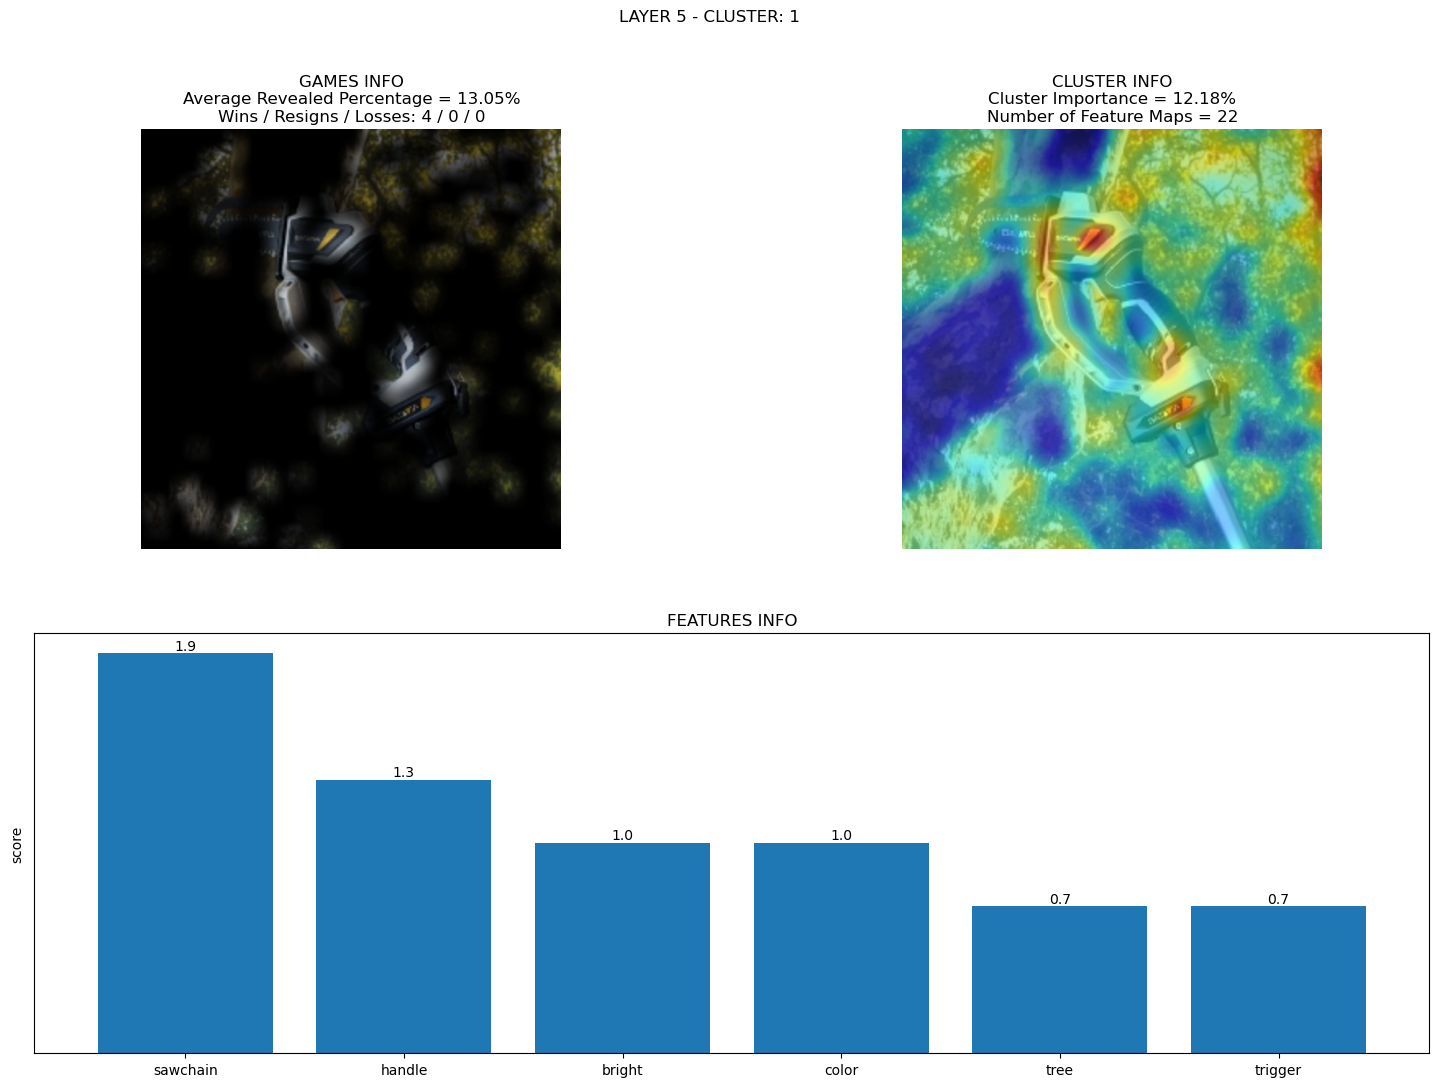 LAYER 5 - CLUSTER: 1
GAMES INFO
Average Revealed Percentage = 13.05%
Wins / Resigns / Losses: 4 / 0 / 0
CLUSTER INFO
Cluster Importance = 12.18%
Number of Feature Maps = 22
FEATURES INFO
score
1.9
1.3
1.0
1.0
0.7
0.7
sawchain
handle
bright
color
tree
trigger